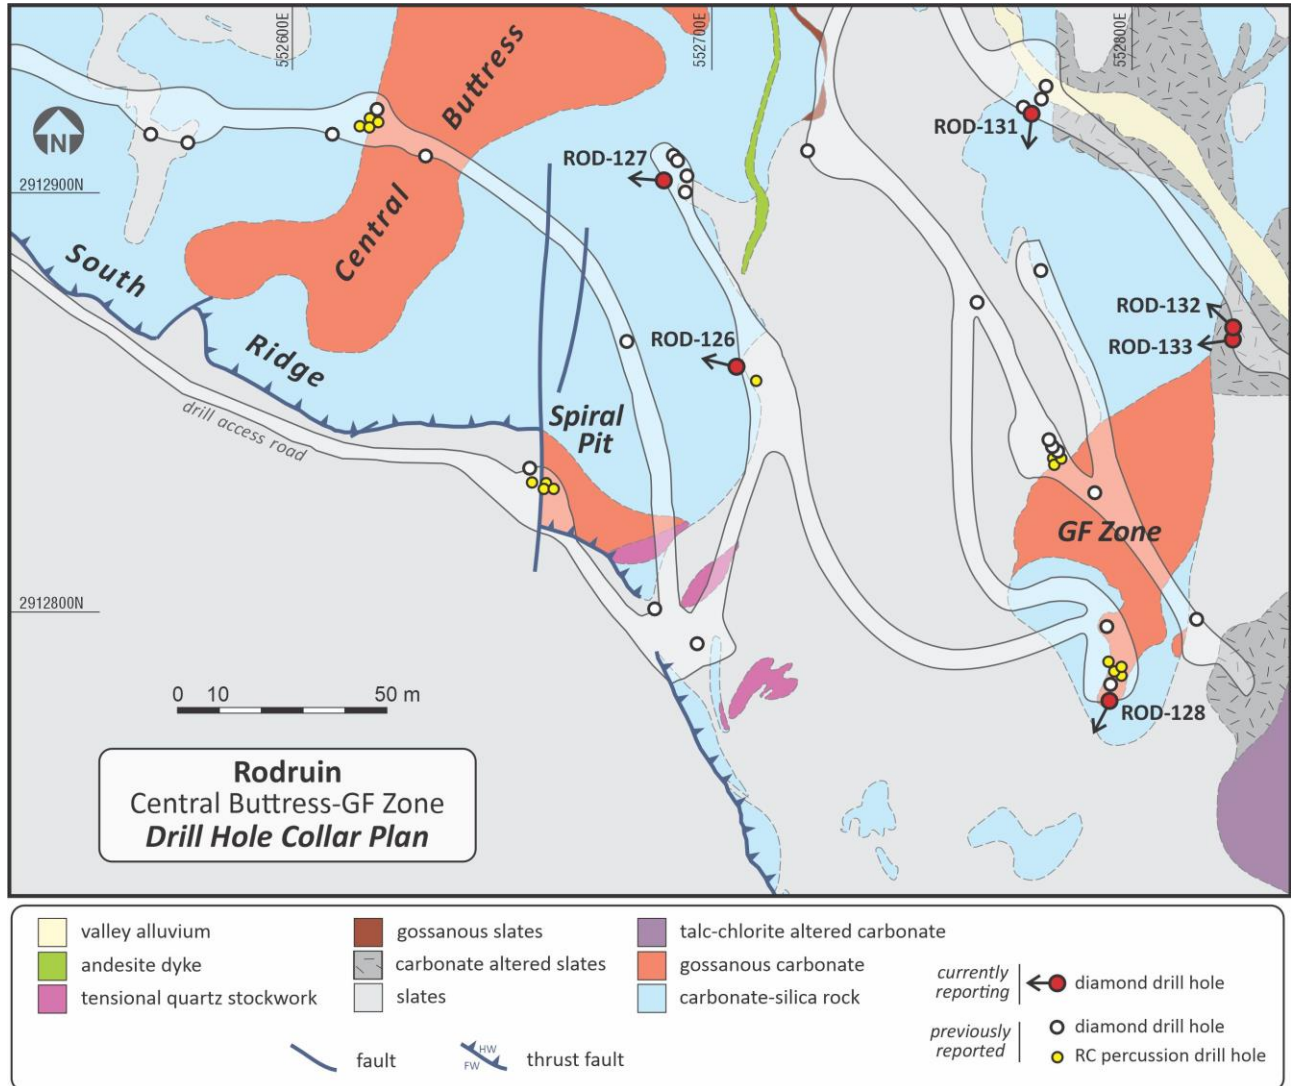 552600E
552700E
552800E
Central Buttress
N
ROD-131
ROD-127
2912900N
South
Ridge
ROD-132
ROD-133
ROD-126
drill access road
Spiral
Pit
GF Zone
2912800N
0 10 50 m
ROD-128
Rodruin
Central Buttress-GF Zone
Drill Hole Collar Plan
valley alluvium
gossanous slates
talc-chlorite altered carbonate
andesite dyke
carbonate altered slates
gossanous carbonate
tensional quartz stockwork
slates
carbonate-silica rock
currently
reporting
diamond drill hole
previously
reported
diamond drill hole
RC percussion drill hole
fault
HW
FW
thrust fault